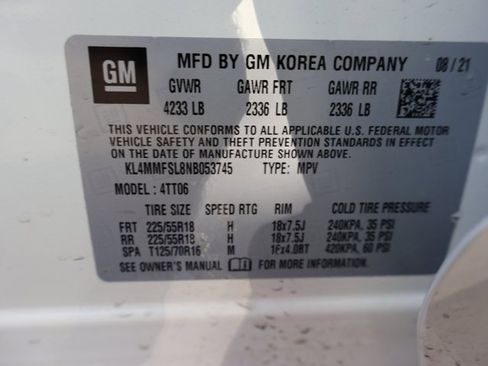 GM
MFD BY GM KOREA COMPANY 08/21
GVWR GAWR FRT GAWR RR
4233 LB 2336 LB 2336 LB
THIS VEHICLE CONFORMS TO ALL APPLICABLE U.S. FEDERAL MOTOR
VEHICLE SAFETY AND THEFT PREVENTION STANDARDS IN EFFECT ON
THE DATE OF MANUFACTURE SHOWN ABOVE.
KL4MMFSL8NB053745 TYPE: MPV
MODEL: 4TT06
TIRE SIZE SPEED RTG RIM COLD TIRE PRESSURE
FRT 225/55R18 H 18x7.5J 240KPA, 35 PSI
RR 225/55R18 H 18x7.5J 240KPA, 35 PSI
SPA T125/70R16 M 16x4.0BT 420KPA, 60 PSI
SEE OWNER'S MANUAL FOR MORE INFORMATION